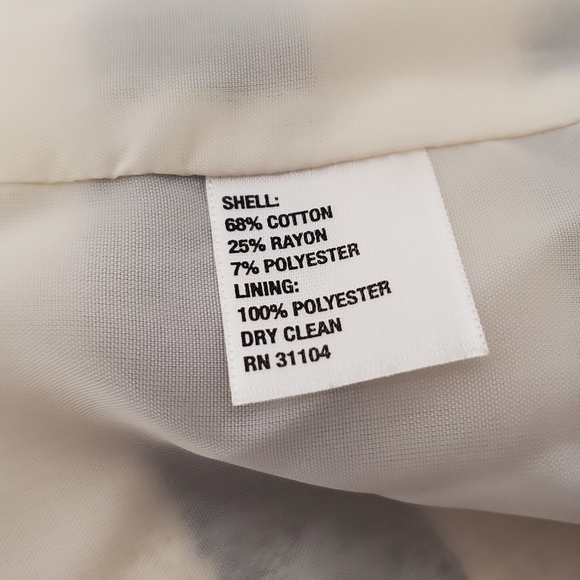 SHELL:
68% COTTON
25% RAYON
7% POLYESTER
LINING:
100% POLYESTER
DRY CLEAN
RN 31104